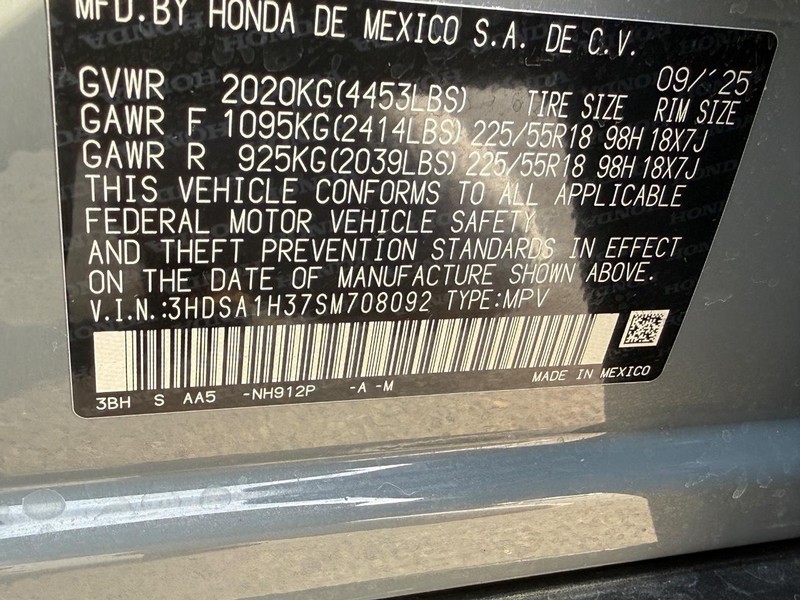 MFD.BY HONDA DE MEXICO S.A. DE C.V.
09/'25
GVWR 2020KG(4453LBS) TIRE SIZE RIM SIZE
GAWR F 1095KG(2414LBS) 225/55R18 98H 18X7J
GAWR R 925KG(2039LBS) 225/55R18 98H 18X7J
THIS VEHICLE CONFORMS TO ALL APPLICABLE
FEDERAL MOTOR VEHICLE SAFETY
AND THEFT PREVENTION STANDARDS IN EFFECT
ON THE DATE OF MANUFACTURE SHOWN ABOVE.
V.I.N.:3HDSA1H37SM708092 TYPE:MPV
3BH S AA5 -NH912P -A -M MADE IN MEXICO